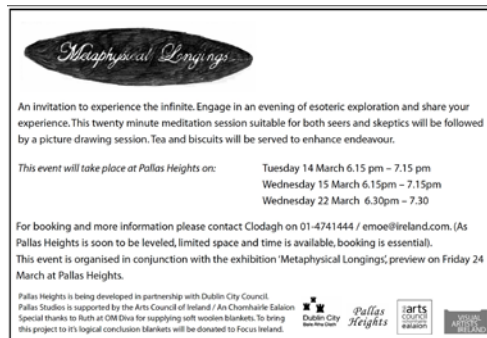 Metaphysical Longings
An invitation to experience the infinite. Engage in an evening of esoteric exploration and share your
experience. This twenty minute meditation session suitable for both seers and skeptics will be followed
by a picture drawing session. Tea and biscuits will be served to enhance endeavour.
This event will take place at Pallas Heights on: Tuesday 14 March 6.15 pm – 7.15 pm
Wednesday 15 March 6.15pm – 7.15pm
Wednesday 22 March 6.30pm – 7.30
For booking and more information please contact Clodagh on 01-4741444 / emoe@ireland.com. (As
Pallas Heights is soon to be leveled, limited space and time is available, booking is essential).
This event is organised in conjunction with the exhibition 'Metaphysical Longings', preview on Friday 24
March at Pallas Heights.
Pallas Heights is being developed in partnership with Dublin City Council.
Pallas Studios is supported by the Arts Council of Ireland / An Chomhairle Ealaion
Special thanks to Ruth at OM Diva for supplying soft woolen blankets. To bring
this project to it's logical conclusion blankets will be donated to Focus Ireland.
Dublin City
Baile Átha Cliath
Pallas
Heights
the arts
council
ealaíon
VISUAL
ARTISTS
IRELAND